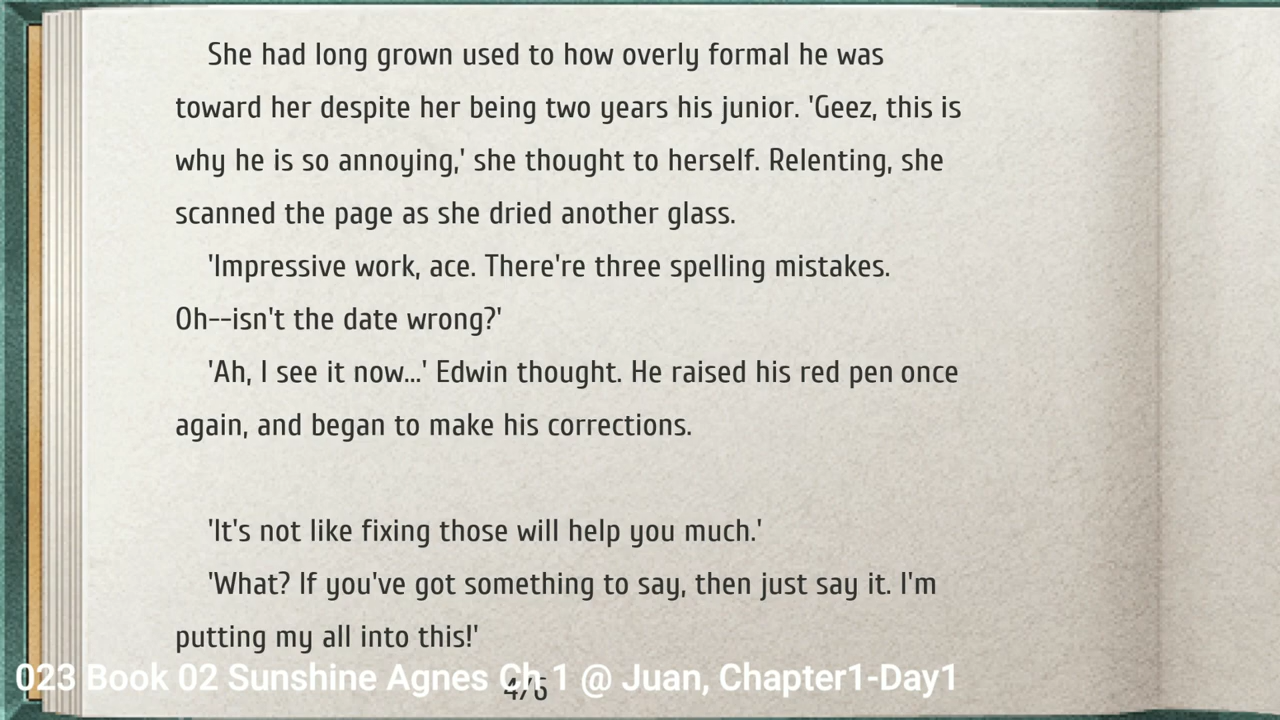 She had long grown used to how overly formal he was
toward her despite her being two years his junior. 'Geez, this is
why he is so annoying,' she thought to herself. Relenting, she
scanned the page as she dried another glass.
'Impressive work, ace. There're three spelling mistakes.
Oh--isn't the date wrong?'
'Ah, I see it now...' Edwin thought. He raised his red pen once
again, and began to make his corrections.
'It's not like fixing those will help you much.'
'What? If you've got something to say, then just say it. I'm
putting my all into this!'
023 Book 02 Sunshine Agnes Ch 1 @ Juan, Chapter1-Day1